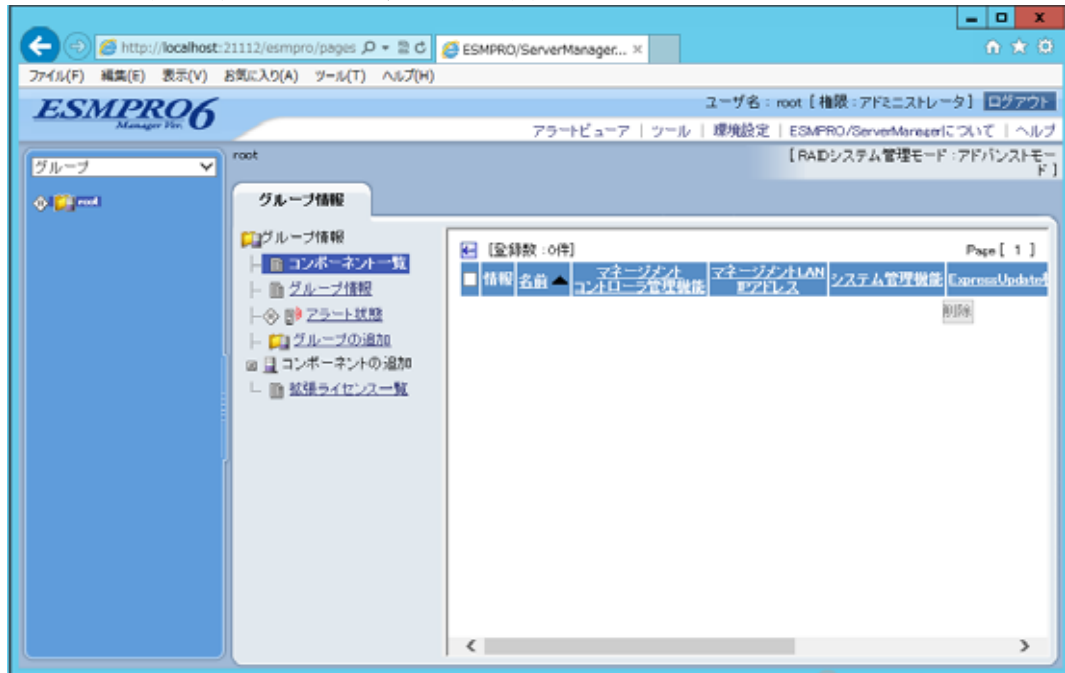 http://localhost:21112/esmpro/pages
ESMPRO/ServerManager...
ファイル(F) 編集(E) 表示(V) お気に入り(A) ツール(T) ヘルプ(H)
ESMPRO6
Manager Ver.
ユーザ名 : root [ 権限 : アドミニストレータ ] ログアウト
アラートビューア | ツール | 環境設定 | ESMPRO/ServerManagerについて | ヘルプ
グループ
root
root
[ RAIDシステム管理モード : アドバンストモード ]
グループ情報
グループ情報
コンポーネント一覧
グループ情報
アラート状態
グループの追加
コンポーネントの追加
拡張ライセンス一覧
[登録数 : 0件]
Page [ 1 ]
情報 名前▲ マネージメントコントローラ管理機能 マネージメントLAN IPアドレス システム管理機能 ExpressUpdate
削除